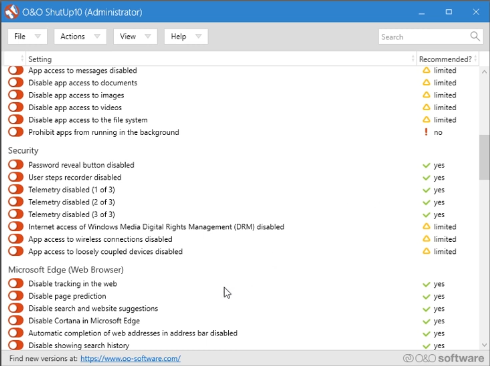 O&O ShutUp10 (Administrator)
File Actions View Help Search
Setting Recommended?
App access to messages disabled limited
Disable app access to documents limited
Disable app access to images limited
Disable app access to videos limited
Disable app access to the file system limited
Prohibit apps from running in the background no
Security
Password reveal button disabled yes
User steps recorder disabled yes
Telemetry disabled (1 of 3) yes
Telemetry disabled (2 of 3) yes
Telemetry disabled (3 of 3) yes
Internet access of Windows Media Digital Rights Management (DRM) disabled limited
App access to wireless connections disabled limited
App access to loosely coupled devices disabled limited
Microsoft Edge (Web Browser)
Disable tracking in the web yes
Disable page prediction yes
Disable search and website suggestions yes
Disable Cortana in Microsoft Edge yes
Automatic completion of web addresses in address bar disabled yes
Disable showing search history yes
Find new versions at: https://www.oo-software.com/ O&O software